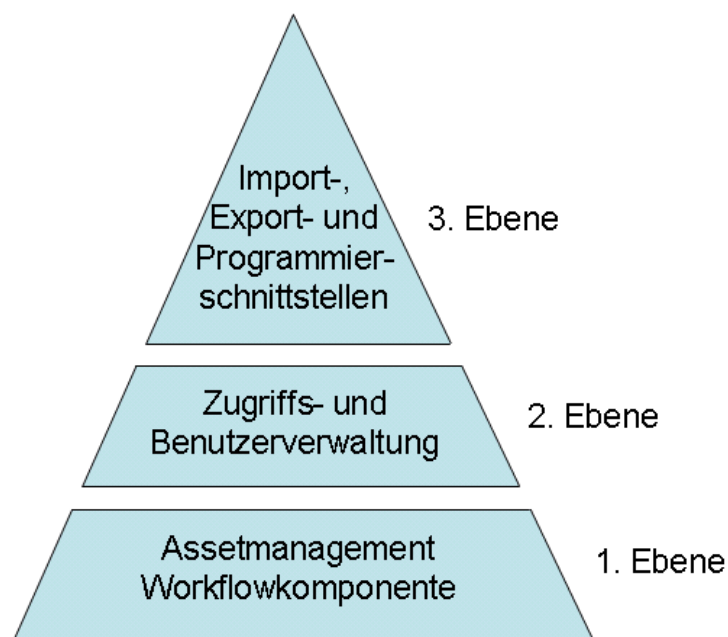 Import-,
Export- und
Programmier-
schnittstellen
3. Ebene
Zugriffs- und
Benutzerverwaltung
2. Ebene
Assetmanagement
Workflowkomponente
1. Ebene